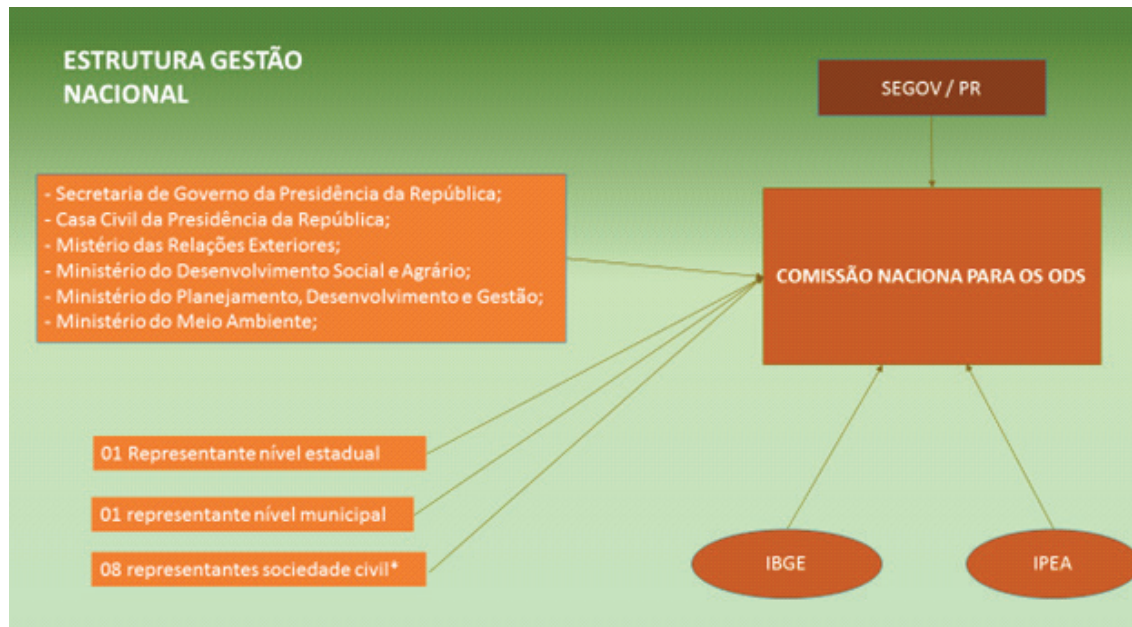 ESTRUTURA GESTÃO
NACIONAL
SEGOV / PR
- Secretaria de Governo da Presidência da República;
- Casa Civil da Presidência da República;
- Mistério das Relações Exteriores;
- Ministério do Desenvolvimento Social e Agrário;
- Ministério do Planejamento, Desenvolvimento e Gestão;
- Ministério do Meio Ambiente;
COMISSÃO NACIONA PARA OS ODS
01 Representante nível estadual
01 representante nível municipal
08 representantes sociedade civil*
IBGE
IPEA